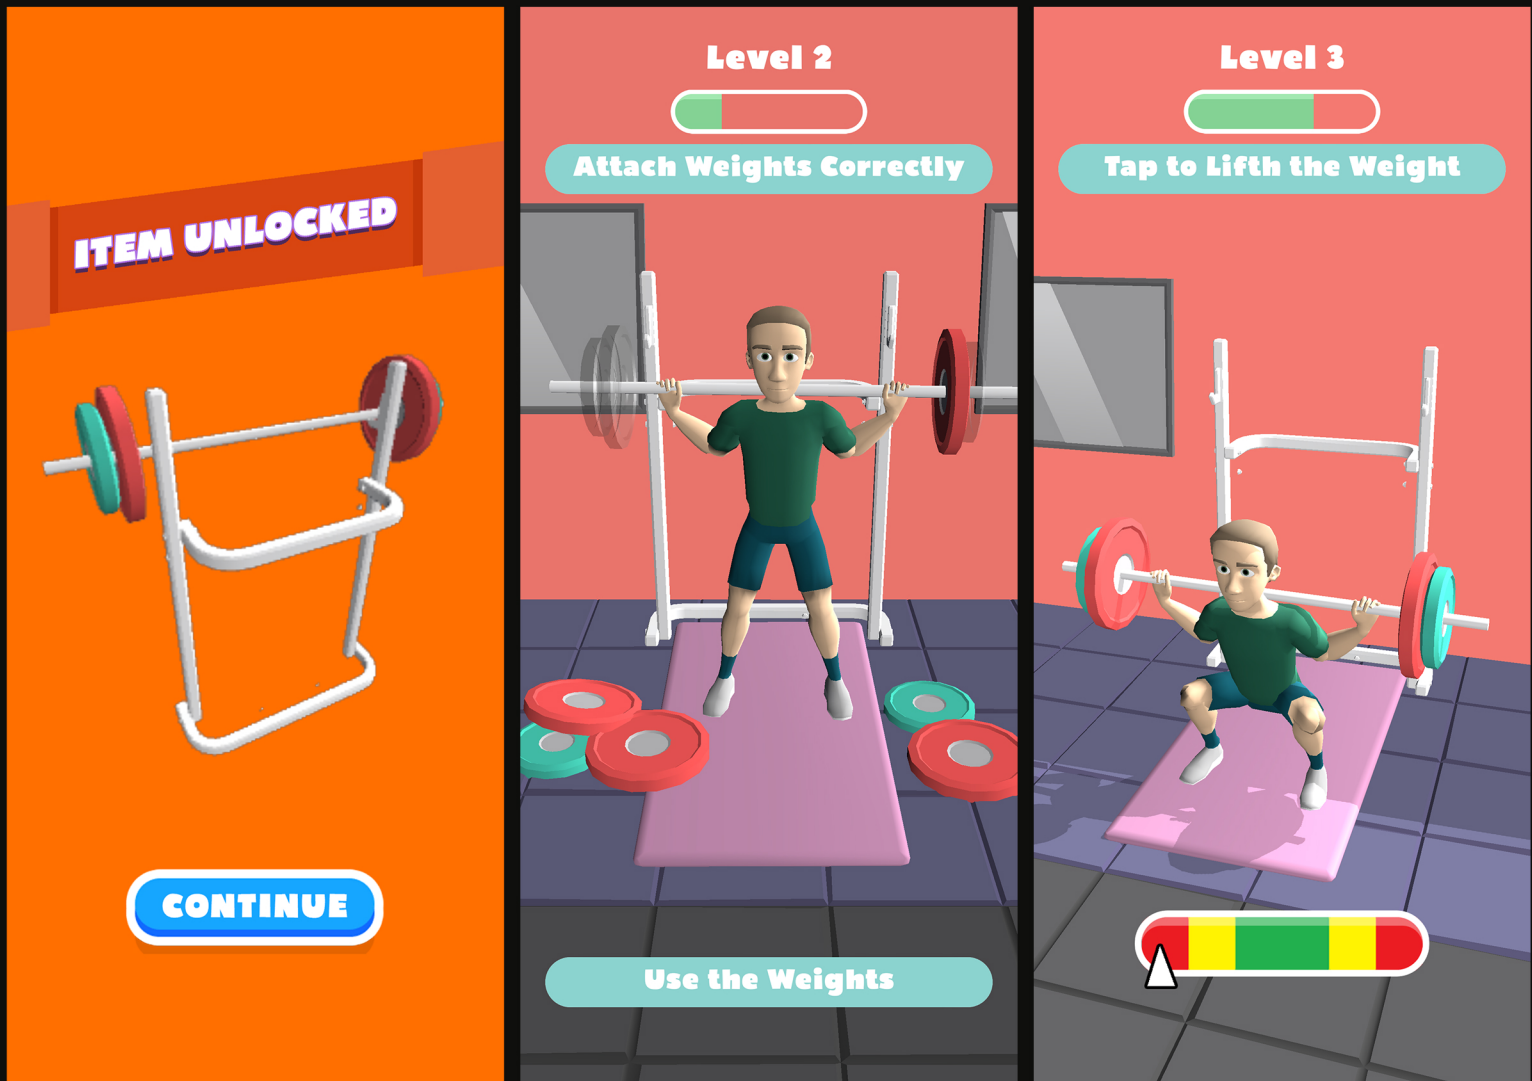 ITEM UNLOCKED
CONTINUE
Level 2
Attach Weights Correctly
Use the Weights
Level 3
Tap to Lifth the Weight